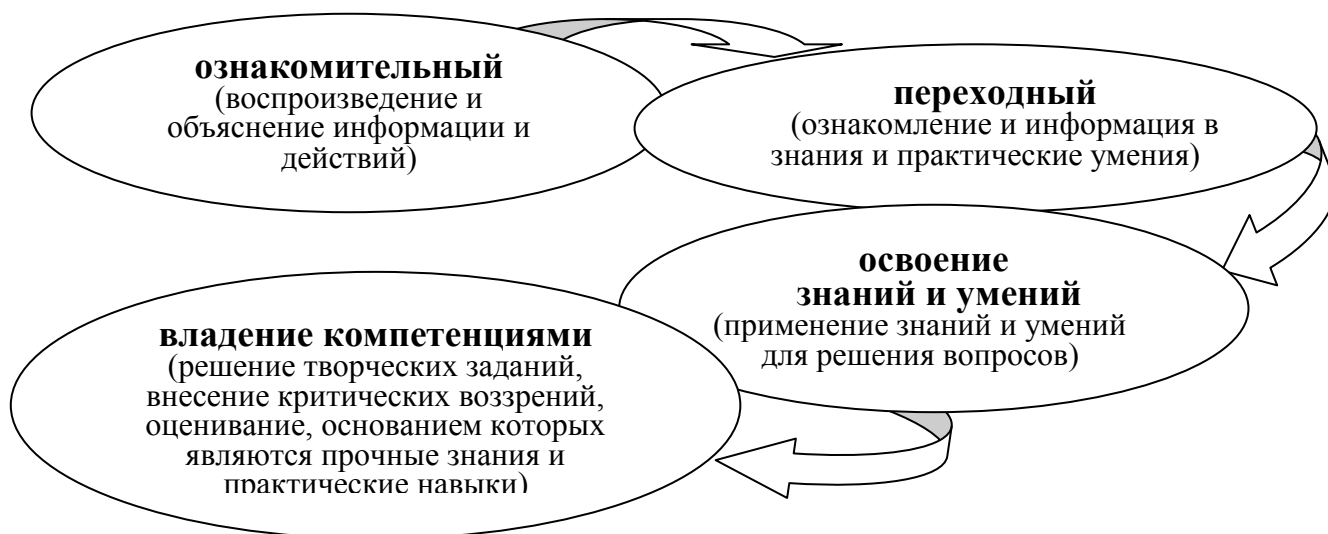 ознакомительный
(воспроизведение и
объяснение информации и
действий)
переходный
(ознакомление и информация в
знания и практические умения)
освоение
знаний и умений
(применение знаний и умений
для решения вопросов)
владение компетенциями
(решение творческих заданий,
внесение критических воззрений,
оценивание, основанием которых
являются прочные знания и
практические навыки)